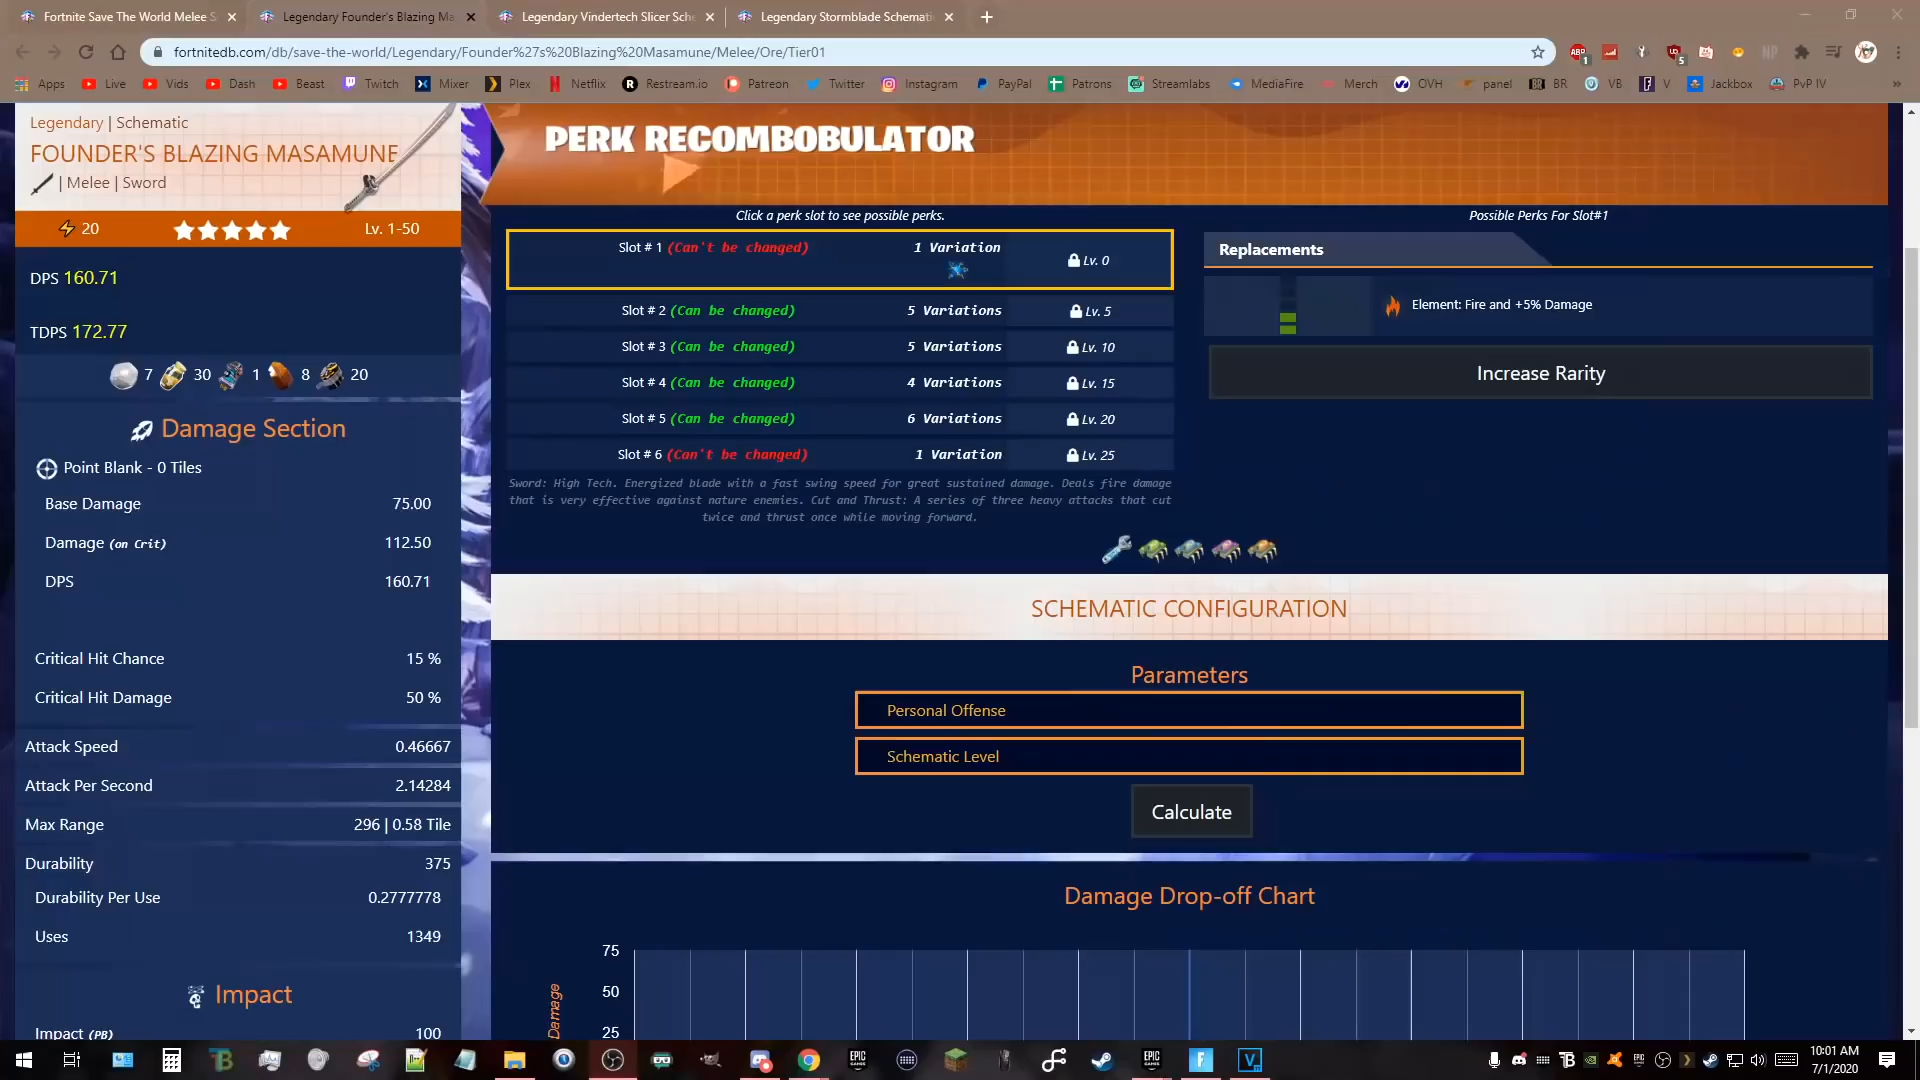 Fortnite Save The World Melee S
Legendary Founder's Blazing Ma
Legendary Vindertech Slicer Sche
Legendary Stormblade Schemati
fortnitedb.com/db/save-the-world/Legendary/Founder%27s%20Blazing%20Masamune/Melee/Ore/Tier01
Apps Live Vids Dash Beast Twitch Mixer Plex Netflix Restream.io Patreon Twitter Instagram PayPal Patrons Streamlabs MediaFire Merch OVH panel BR VB V Jackbox PvP IV
Legendary | Schematic
FOUNDER'S BLAZING MASAMUNE
| Melee | Sword
20 Lv. 1-50
DPS 160.71
TDPS 172.77
7 30 1 8 20
Damage Section
Point Blank - 0 Tiles
Base Damage 75.00
Damage (on Crit) 112.50
DPS 160.71
Critical Hit Chance 15 %
Critical Hit Damage 50 %
Attack Speed 0.46667
Attack Per Second 2.14284
Max Range 296 | 0.58 Tile
Durability 375
Durability Per Use 0.2777778
Uses 1349
Impact
Impact (PB) 100
PERK RECOMBOBULATOR
Click a perk slot to see possible perks.
Slot # 1 (Can't be changed) 1 Variation Lv. 0
Slot # 2 (Can be changed) 5 Variations Lv. 5
Slot # 3 (Can be changed) 5 Variations Lv. 10
Slot # 4 (Can be changed) 4 Variations Lv. 15
Slot # 5 (Can be changed) 6 Variations Lv. 20
Slot # 6 (Can't be changed) 1 Variation Lv. 25
Sword: High Tech. Energized blade with a fast swing speed for great sustained damage. Deals fire damage
that is very effective against nature enemies. Cut and Thrust: A series of three heavy attacks that cut
twice and thrust once while moving forward.
Possible Perks For Slot#1
Replacements
Element: Fire and +5% Damage
Increase Rarity
SCHEMATIC CONFIGURATION
Parameters
Personal Offense
Schematic Level
Calculate
Damage Drop-off Chart
75
50
25
Damage
10:01 AM
7/1/2020